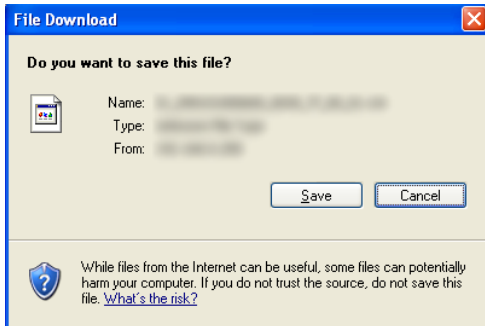 File Download
Do you want to save this file?
Name:
Type:
From:
Save
Cancel
While files from the Internet can be useful, some files can potentially
harm your computer. If you do not trust the source, do not save this
file. What's the risk?